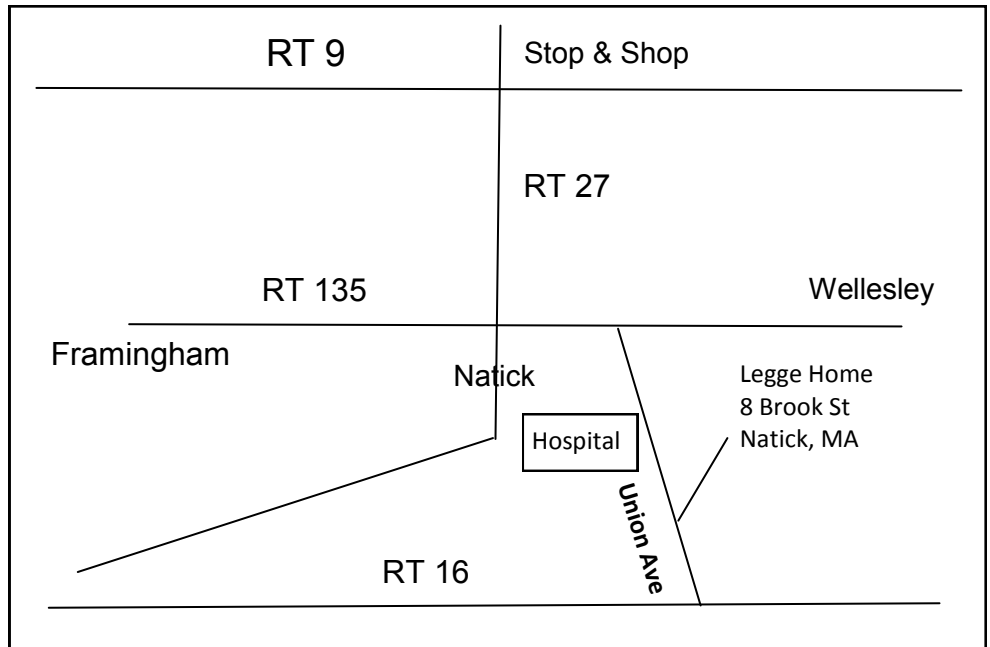 RT 9
Stop & Shop
RT 27
RT 135
Wellesley
Framingham
Natick
Legge Home
8 Brook St
Natick, MA
Hospital
Union Ave
RT 16